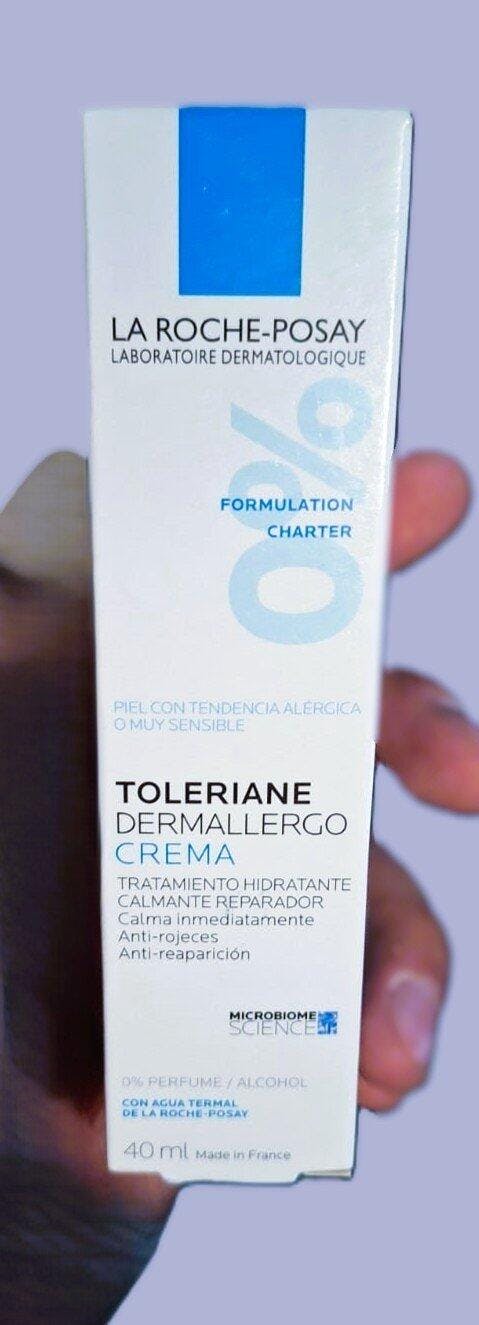 LA ROCHE-POSAY
LABORATOIRE DERMATOLOGIQUE
0%
FORMULATION
CHARTER
PIEL CON TENDENCIA ALÉRGICA
O MUY SENSIBLE
TOLERIANE
DERMALLERGO
CREMA
TRATAMIENTO HIDRATANTE
CALMANTE REPARADOR
Calma inmediatamente
Anti-rojeces
Anti-reaparición
MICROBIOME
SCIENCE
0% PERFUME / ALCOHOL
CON AGUA TERMAL
DE LA ROCHE-POSAY
40 ml Made in France